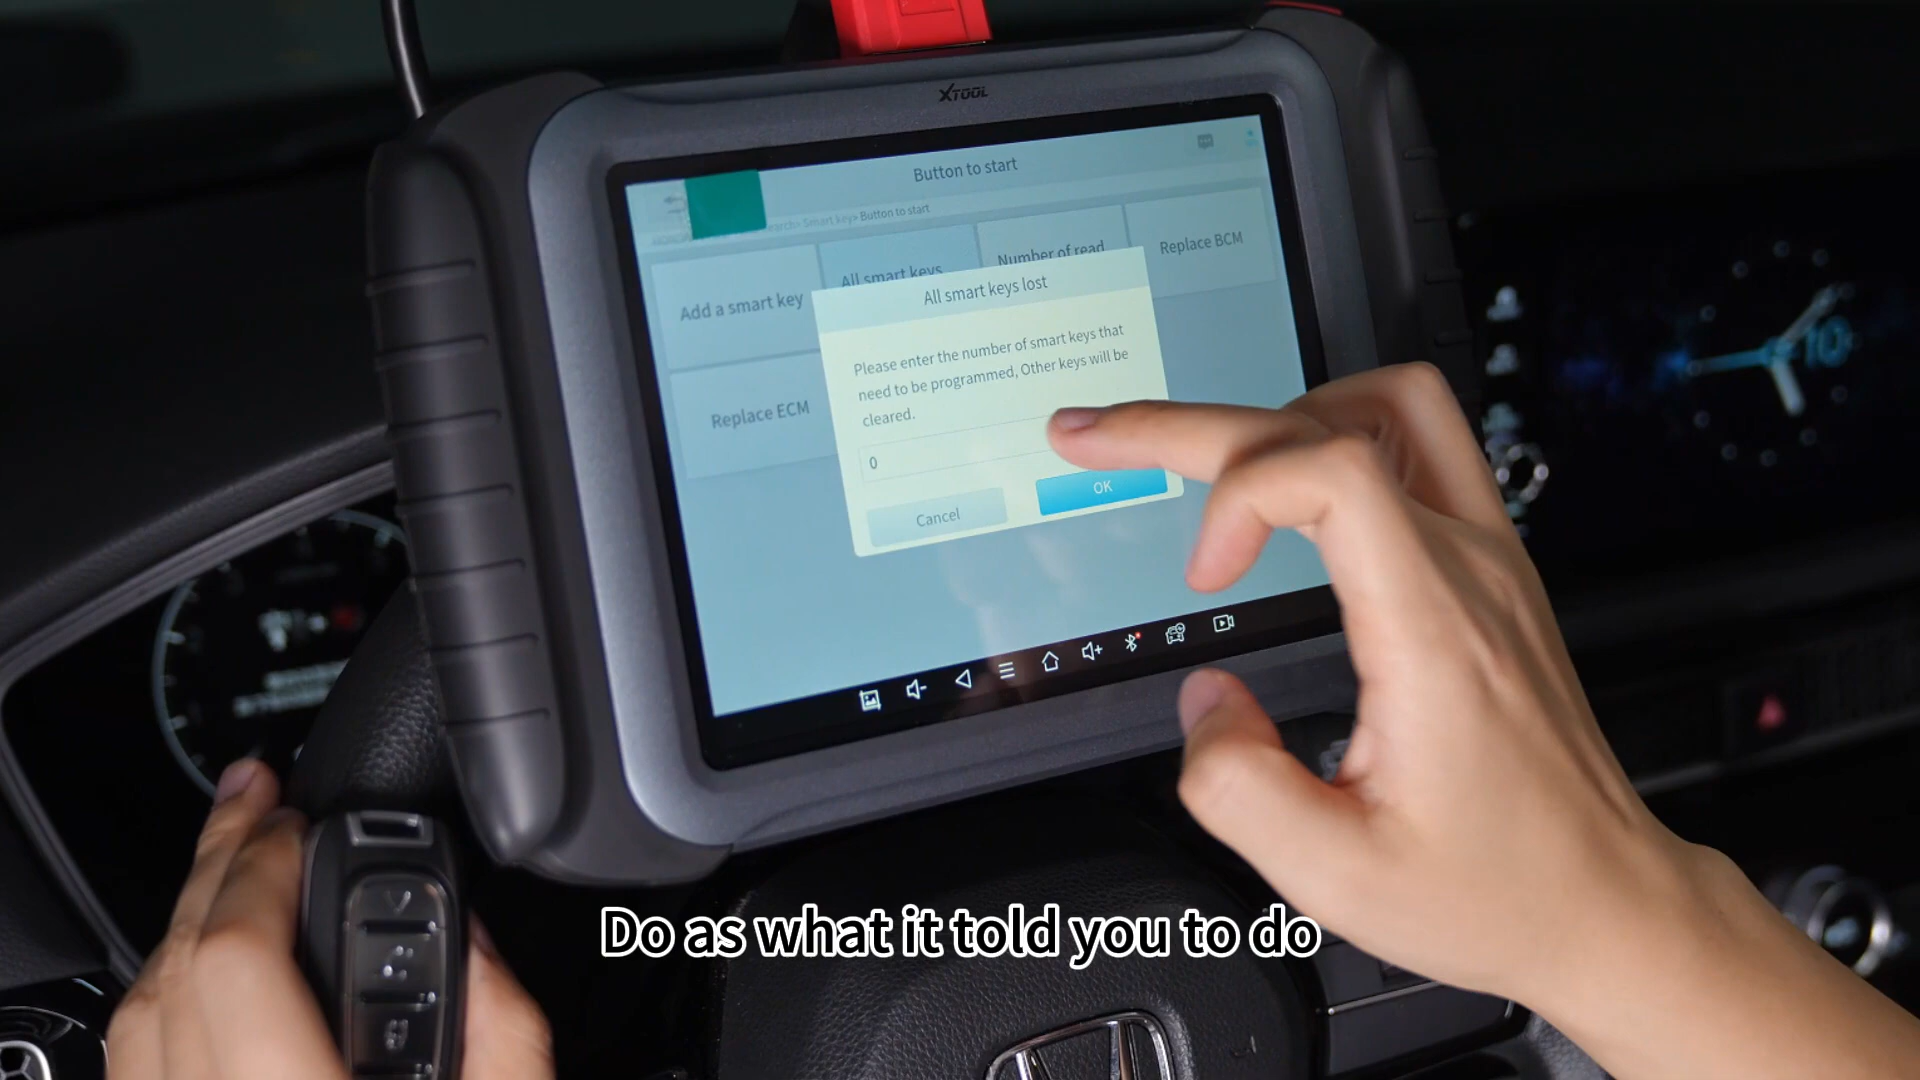 XTOOL
Button to start
Smart key> Button to start
Add a smart key
All smart keys
Number of read
Replace BCM
Replace ECM
All smart keys lost
Please enter the number of smart keys that
need to be programmed, Other keys will be
cleared.
0
Cancel
OK
10
Do as what it told you to do